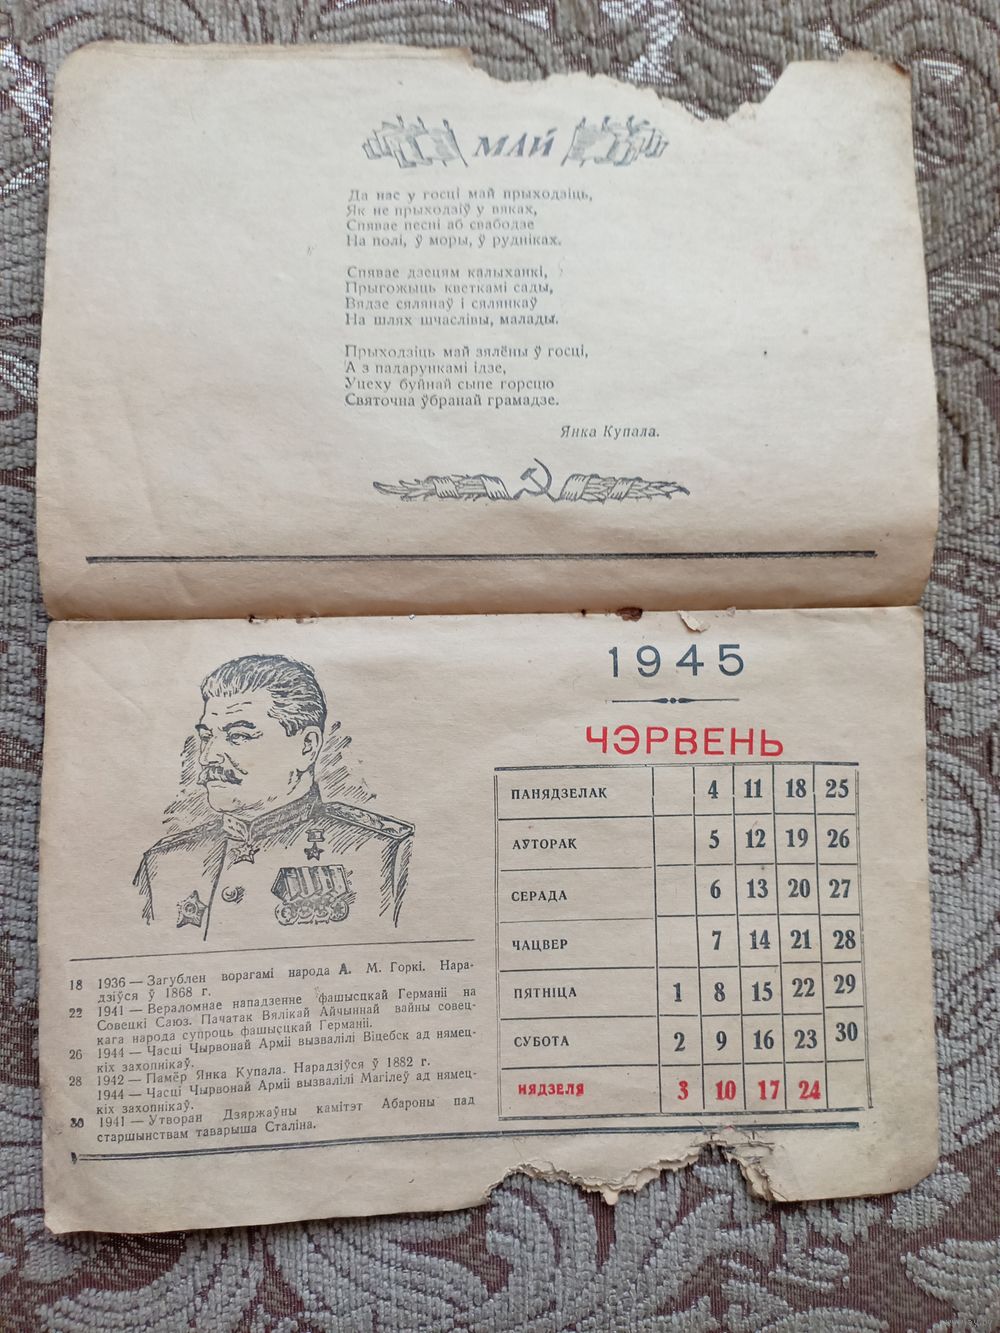 МАЙ
Да нас у госці май прыходзіць,
Як не прыходзіў у вяках,
Спявае песні аб свабодзе
На полі, ў моры, ў рудніках.
Спявае дзецям калыханкі,
Прыгожыць кветкамі сады,
Вядзе сялянаў і сялянкаў
На шлях шчаслівы, малады.
Прыходзіць май зялёны ў госці,
А з падарункамі ідзе,
Уцеху буйнай сыпе горсцю
Святочна ўбранай грамадзе.
Янка Купала.
1945
ЧЭРВЕНЬ
ПАНЯДЗЕЛАК 4 11 18 25
АУТОРАК 5 12 19 26
СЕРАДА 6 13 20 27
ЧАЦВЕР 7 14 21 28
ПЯТНІЦА 1 8 15 22 29
СУБОТА 2 9 16 23 30
НЯДЗЕЛЯ 3 10 17 24
18 1936 — Загублен ворагамі народа А. М. Горкі. Нара-
дзіўся ў 1868 г.
22 1941 — Вераломнае нападзенне фашысцкай Германіі на
Совецкі Саюз. Пачатак Вялікай Айчыннай вайны совец-
кага народа супроць фашысцкай Германіі.
26 1944 — Часці Чырвонай Арміі вызвалілі Віцебск ад нямец-
кіх захопнікаў.
28 1942 — Памёр Янка Купала. Нарадзіўся ў 1882 г.
1944 — Часці Чырвонай Арміі вызвалілі Магілеў ад нямец-
кіх захопнікаў.
30 1941 — Утворан Дзяржаўны камітэт Абароны пад
старшынствам таварыша Сталіна.